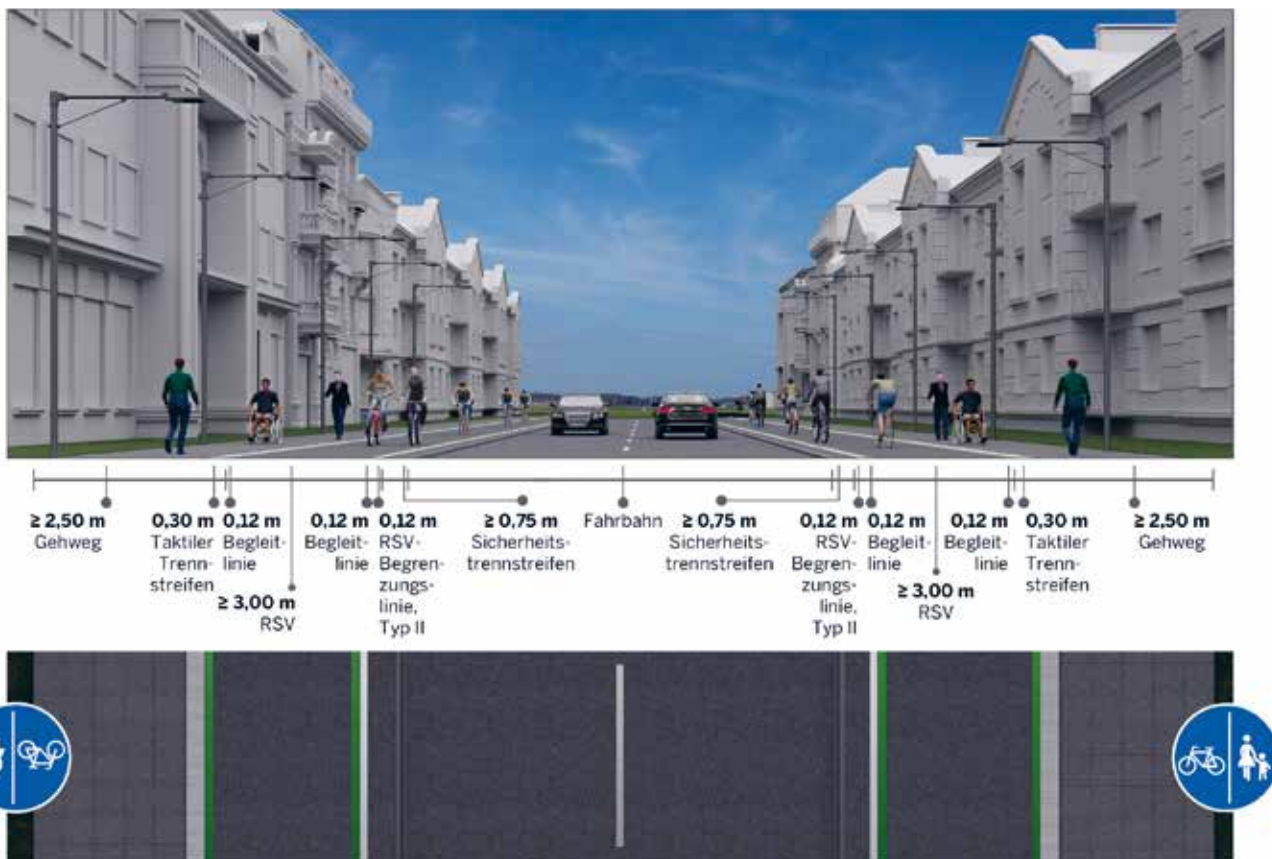 ≥ 2,50 m
Gehweg
0,30 m
Taktiler
Trenn-
streifen
0,12 m
Begleit-
linie
≥ 3,00 m
RSV
0,12 m
Begleit-
linie
0,12 m
RSV-
Begren-
zungs-
linie,
Typ II
≥ 0,75 m
Sicherheits-
trennstreifen
Fahrbahn
≥ 0,75 m
Sicherheits-
trennstreifen
0,12 m
RSV-
Begren-
zungs-
linie,
Typ II
0,12 m
Begleit-
linie
≥ 3,00 m
RSV
0,12 m
Begleit-
linie
0,30 m
Taktiler
Trenn-
streifen
≥ 2,50 m
Gehweg